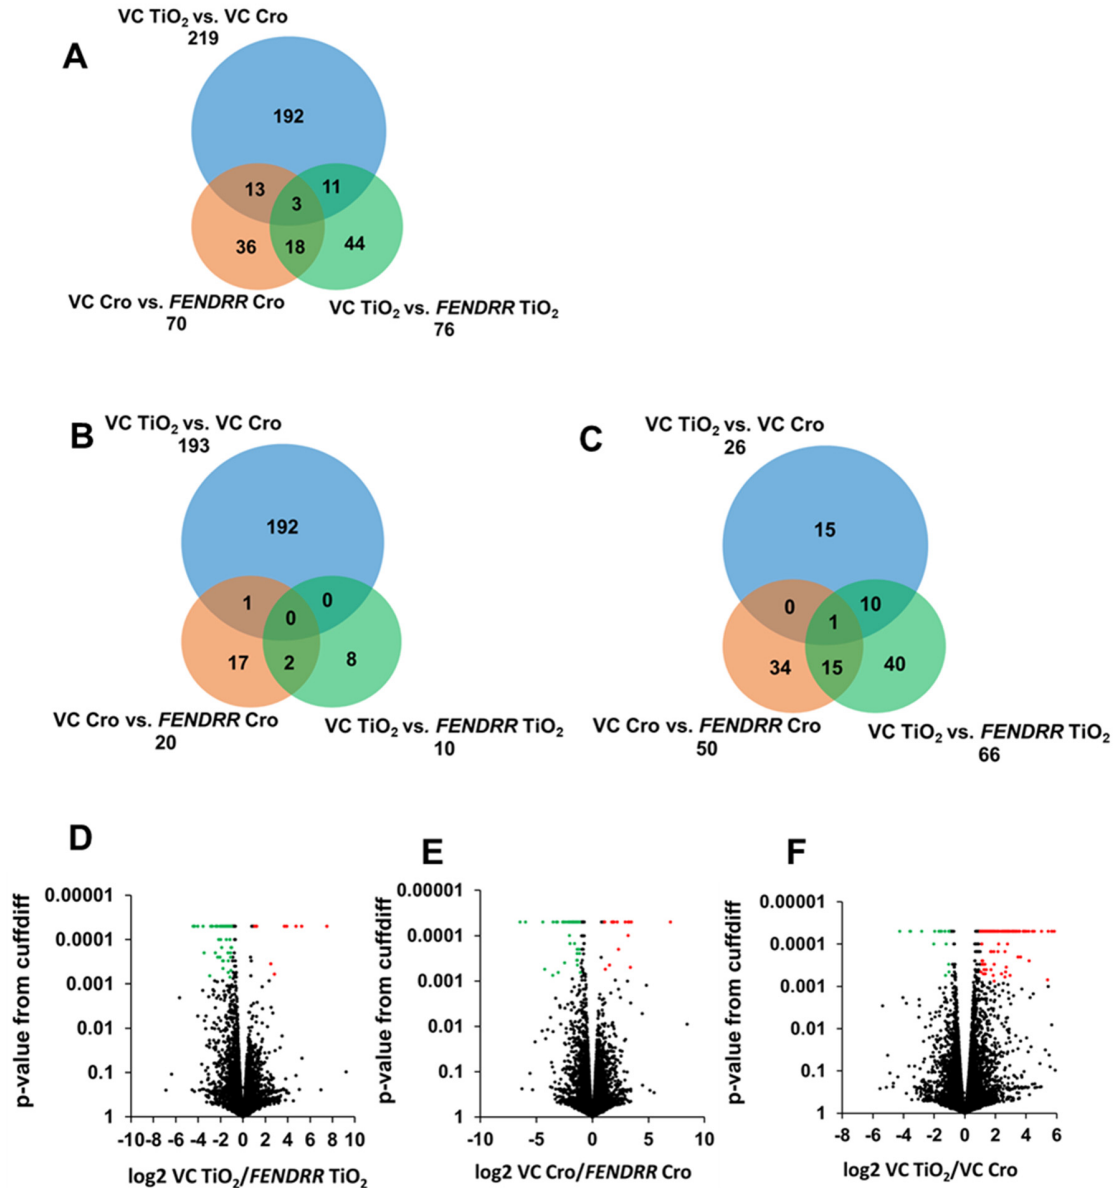 VC TiO2 vs. VC Cro
219
A
192
13
11
3
36
18
44
VC Cro vs. FENDRR Cro
70
VC TiO2 vs. FENDRR TiO2
76
B
VC TiO2 vs. VC Cro
193
192
1
0
0
17
2
8
VC Cro vs. FENDRR Cro
20
VC TiO2 vs. FENDRR TiO2
10
C
VC TiO2 vs. VC Cro
26
15
0
10
1
34
15
40
VC Cro vs. FENDRR Cro
50
VC TiO2 vs. FENDRR TiO2
66
D
p-value from cuffdiff
0.00001
0.0001
0.001
0.01
0.1
1
-10 -8 -6 -4 -2 0 2 4 6 8 10
log2 VC TiO2/FENDRR TiO2
E
p-value from cuffdiff
0.00001
0.0001
0.001
0.01
0.1
1
-10 -5 0 5 10
log2 VC Cro/FENDRR Cro
F
p-value from cuffdiff
0.00001
0.0001
0.001
0.01
0.1
1
-8 -6 -4 -2 0 2 4 6
log2 VC TiO2/VC Cro